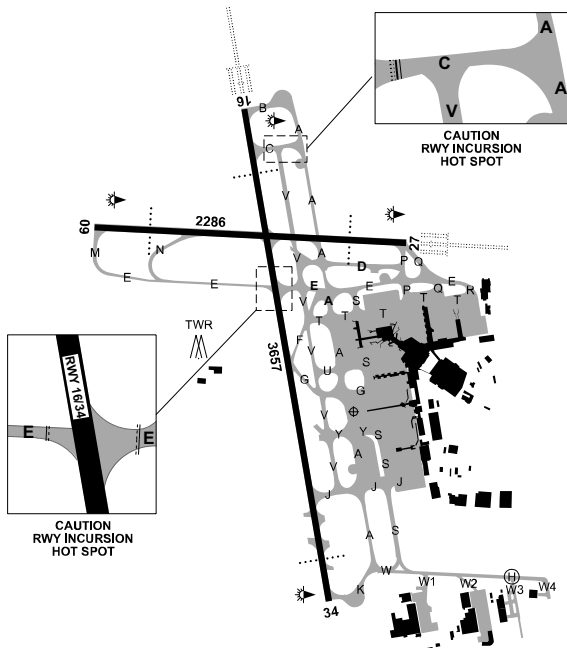 A
C
A
V
CAUTION
RWY INCURSION
HOT SPOT
16
B
A
C
V
A
09
2286
27
M
N
E
E
V
A
D
P
Q
E
E
E
P
Q
R
V
A
S
T
T
T
T
T
T
TWR
3657
F
V
A
S
G
U
G
V
Y
Y
S
A
V
S
J
J
J
A
S
W
K
34
W1
W2
H
W3
W4
RWY 16/34
E
E
CAUTION
RWY INCURSION
HOT SPOT